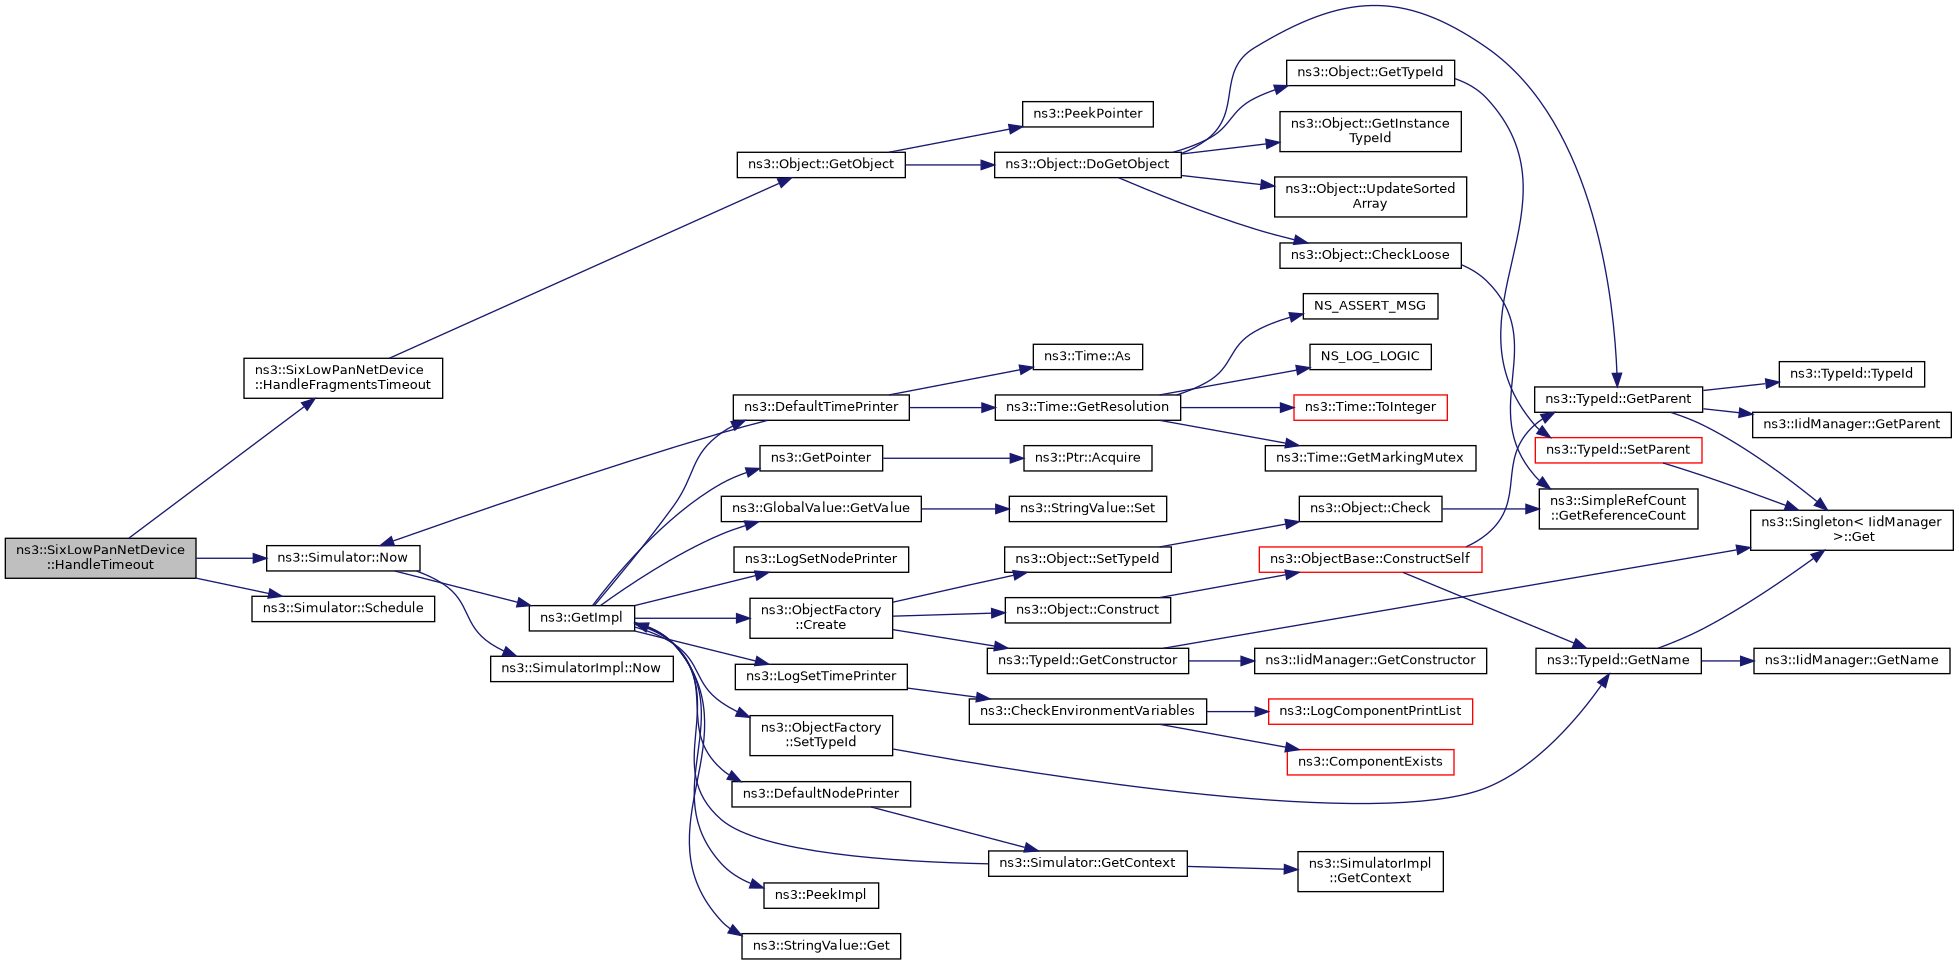 ns3::SixLowPanNetDevice
::HandleTimeout
ns3::SixLowPanNetDevice
::HandleFragmentsTimeout
ns3::Simulator::Now
ns3::Simulator::Schedule
ns3::GetImpl
ns3::SimulatorImpl::Now
ns3::Object::GetObject
ns3::DefaultTimePrinter
ns3::GetPointer
ns3::GlobalValue::GetValue
ns3::LogSetNodePrinter
ns3::ObjectFactory
::Create
ns3::LogSetTimePrinter
ns3::ObjectFactory
::SetTypeId
ns3::DefaultNodePrinter
ns3::PeekImpl
ns3::StringValue::Get
ns3::PeekPointer
ns3::Object::DoGetObject
ns3::Time::As
ns3::Time::GetResolution
ns3::Ptr::Acquire
ns3::StringValue::Set
ns3::Object::SetTypeId
ns3::Object::Construct
ns3::TypeId::GetConstructor
ns3::CheckEnvironmentVariables
ns3::Simulator::GetContext
ns3::Object::GetTypeId
ns3::Object::GetInstance
TypeId
ns3::Object::UpdateSorted
Array
ns3::Object::CheckLoose
NS_ASSERT_MSG
NS_LOG_LOGIC
ns3::Time::ToInteger
ns3::Time::GetMarkingMutex
ns3::Object::Check
ns3::ObjectBase::ConstructSelf
ns3::IidManager::GetConstructor
ns3::LogComponentPrintList
ns3::ComponentExists
ns3::SimulatorImpl
::GetContext
ns3::TypeId::GetParent
ns3::TypeId::SetParent
ns3::SimpleRefCount
::GetReferenceCount
ns3::TypeId::GetName
ns3::TypeId::TypeId
ns3::IidManager::GetParent
ns3::Singleton< IidManager
>::Get
ns3::IidManager::GetName